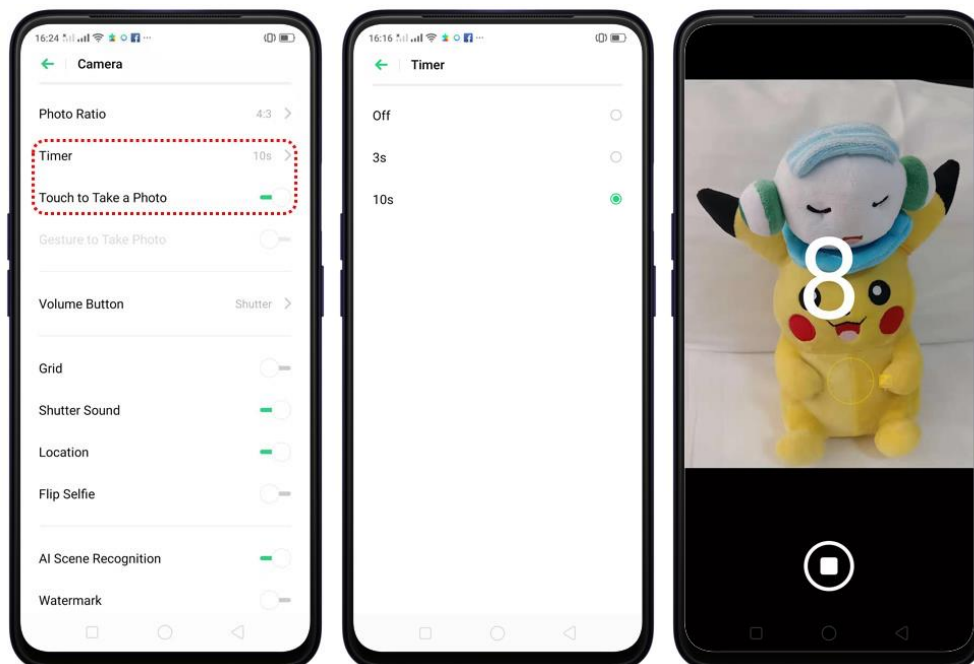 16:24
Camera
Photo Ratio 4:3
Timer 10s
Touch to Take a Photo
Gesture to Take Photo
Volume Button Shutter
Grid
Shutter Sound
Location
Flip Selfie
AI Scene Recognition
Watermark
16:16
Timer
Off
3s
10s
8